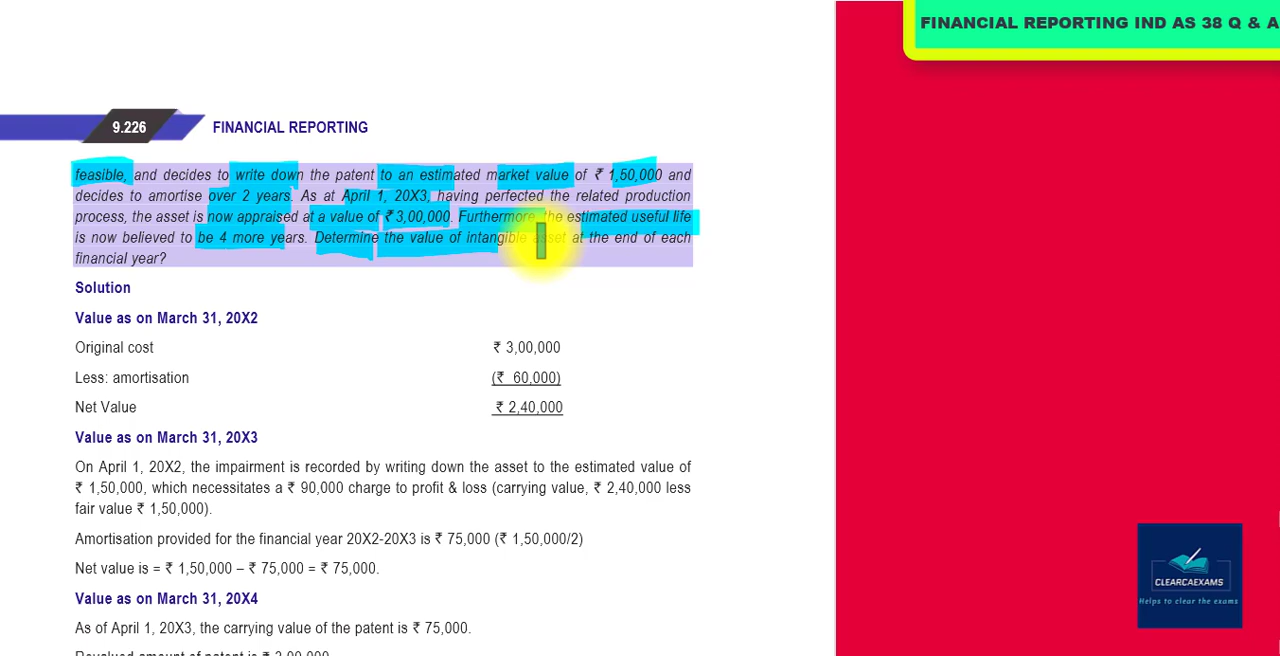 FINANCIAL REPORTING IND AS 38 Q & A
9.226 FINANCIAL REPORTING
feasible, and decides to write down the patent to an estimated market value of ₹ 1,50,000 and
decides to amortise over 2 years. As at April 1, 20X3, having perfected the related production
process, the asset is now appraised at a value of ₹ 3,00,000. Furthermore, the estimated useful life
is now believed to be 4 more years. Determine the value of intangible asset at the end of each
financial year?
Solution
Value as on March 31, 20X2
Original cost ₹ 3,00,000
Less: amortisation (₹ 60,000)
Net Value ₹ 2,40,000
Value as on March 31, 20X3
On April 1, 20X2, the impairment is recorded by writing down the asset to the estimated value of
₹ 1,50,000, which necessitates a ₹ 90,000 charge to profit & loss (carrying value, ₹ 2,40,000 less
fair value ₹ 1,50,000).
Amortisation provided for the financial year 20X2-20X3 is ₹ 75,000 (₹ 1,50,000/2)
Net value is = ₹ 1,50,000 – ₹ 75,000 = ₹ 75,000.
Value as on March 31, 20X4
As of April 1, 20X3, the carrying value of the patent is ₹ 75,000.
Revalued amount of patent is ₹ 3,00,000
CLEARCAEXAMS
Helps to clear the exams